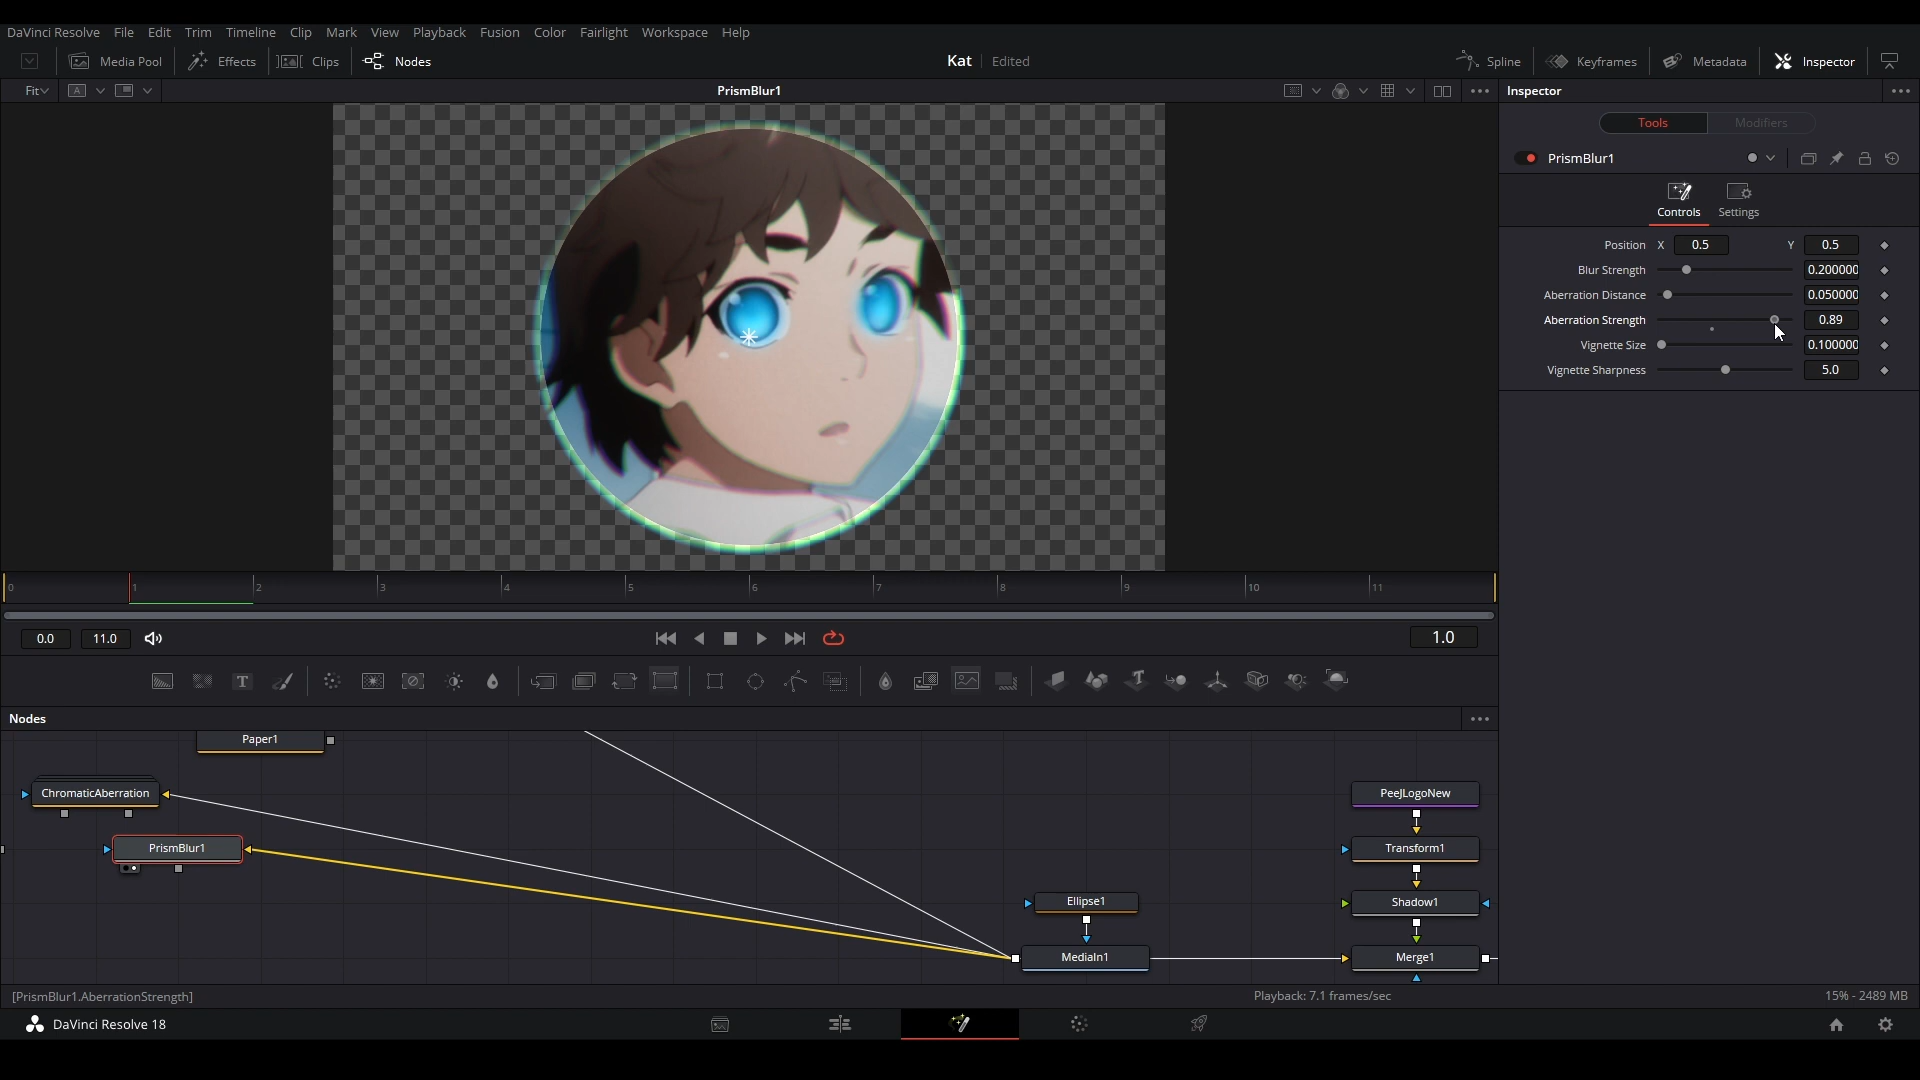 DaVinci Resolve File Edit Trim Timeline Clip Mark View Playback Fusion Color Fairlight Workspace Help
Media Pool Effects Clips Nodes Kat Edited Spline Keyframes Metadata Inspector
Fit A PrismBlur1 Inspector
Tools Modifiers
PrismBlur1
Controls Settings
Position X 0.5 Y 0.5
Blur Strength 0.200000
Aberration Distance 0.050000
Aberration Strength 0.89
Vignette Size 0.100000
Vignette Sharpness 5.0
0 1 2 3 4 5 6 7 8 9 10 11
0.0 11.0 1.0
T T
Nodes
Paper1
ChromaticAberration PeeJLogoNew
PrismBlur1 Transform1
Ellipse1 Shadow1
MediaIn1 Merge1
[PrismBlur1.AberrationStrength] Playback: 7.1 frames/sec 15% - 2489 MB
DaVinci Resolve 18